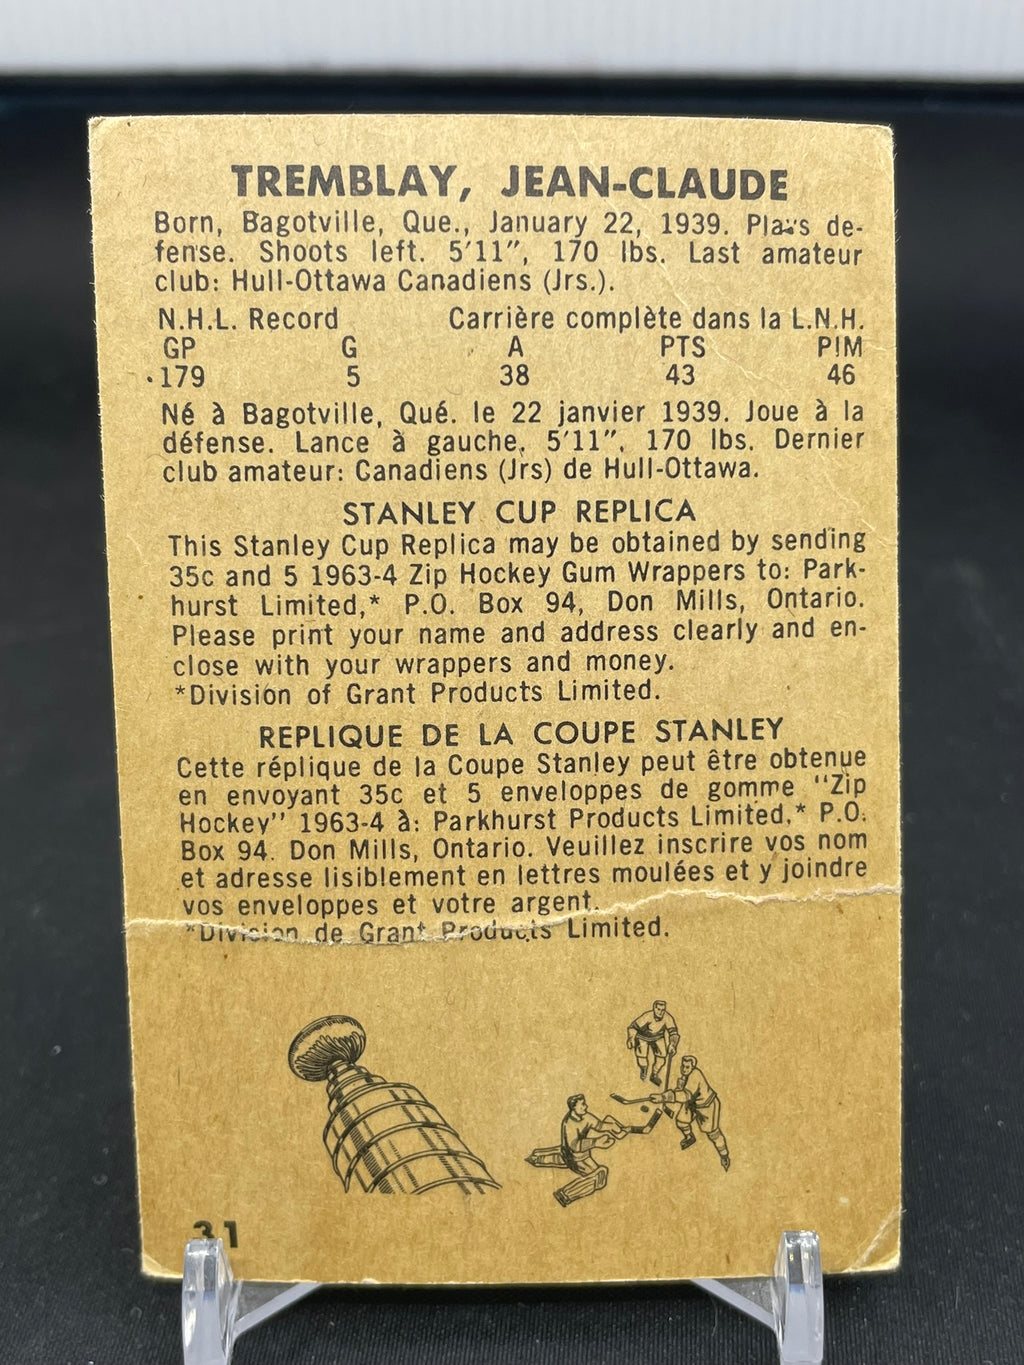 TREMBLAY, JEAN-CLAUDE
Born, Bagotville, Que., January 22, 1939. Plays de-
fense. Shoots left. 5'11", 170 lbs. Last amateur
club: Hull-Ottawa Canadiens (Jrs.).
N.H.L. Record Carrière complète dans la L.N.H.
GP G A PTS PIM
179 5 38 43 46
Né à Bagotville, Qué. le 22 janvier 1939. Joue à la
défense. Lance à gauche, 5'11", 170 lbs. Dernier
club amateur: Canadiens (Jrs) de Hull-Ottawa.
STANLEY CUP REPLICA
This Stanley Cup Replica may be obtained by sending
35c and 5 1963-4 Zip Hockey Gum Wrappers to: Park-
hurst Limited,* P.O. Box 94, Don Mills, Ontario.
Please print your name and address clearly and en-
close with your wrappers and money.
*Division of Grant Products Limited.
REPLIQUE DE LA COUPE STANLEY
Cette réplique de la Coupe Stanley peut être obtenue
en envoyant 35c et 5 enveloppes de gomme "Zip
Hockey" 1963-4 à: Parkhurst Products Limited,* P.O.
Box 94. Don Mills, Ontario. Veuillez inscrire vos nom
et adresse lisiblement en lettres moulées et y joindre
vos enveloppes et votre argent.
*Division de Grant Products Limited.
31